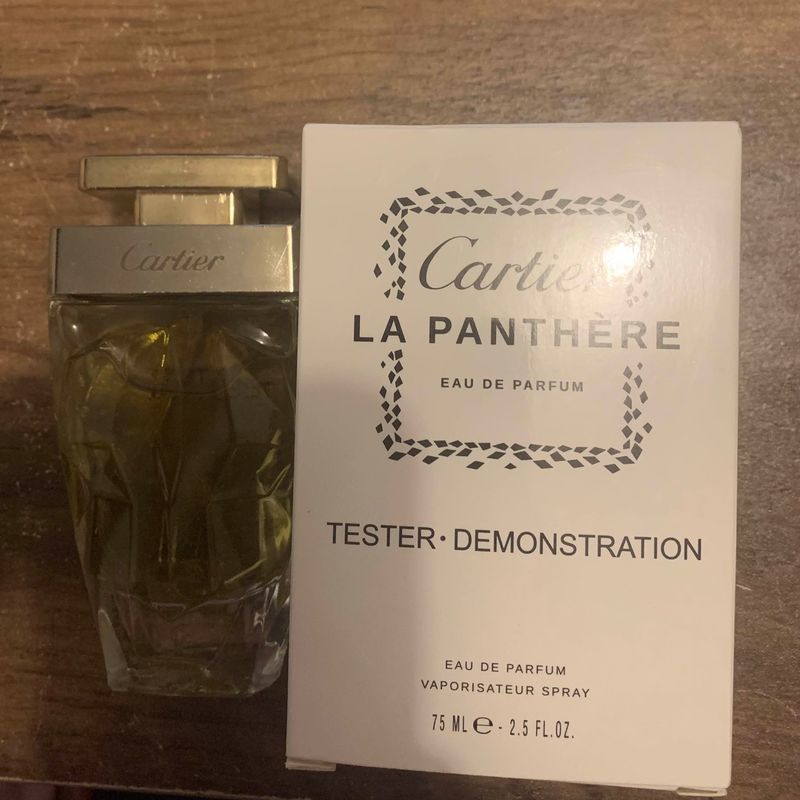 Cartier
Cartier
LA PANTHÈRE
EAU DE PARFUM
TESTER · DEMONSTRATION
EAU DE PARFUM
VAPORISATEUR SPRAY
75 ML ℮ - 2.5 FL.OZ.